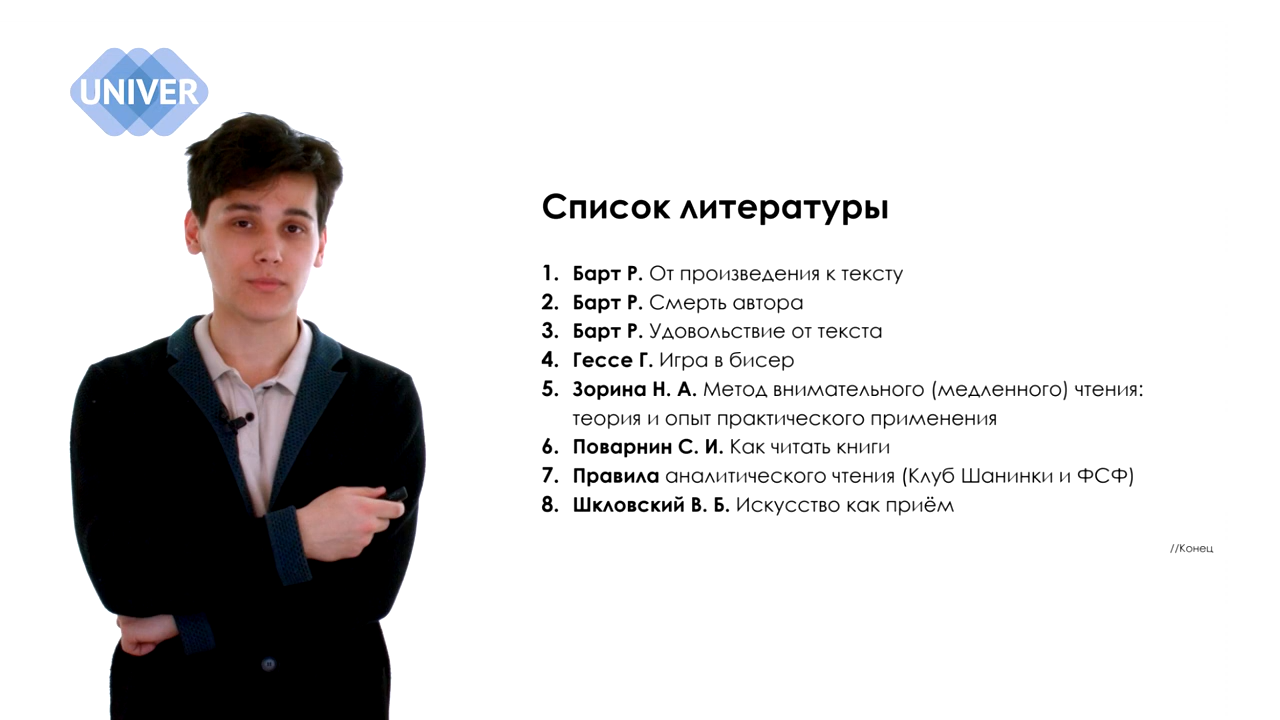 UNIVER
Список литературы
1. Барт Р. От произведения к тексту
2. Барт Р. Смерть автора
3. Барт Р. Удовольствие от текста
4. Гессе Г. Игра в бисер
5. Зорина Н. А. Метод внимательного (медленного) чтения:
теория и опыт практического применения
6. Поварнин С. И. Как читать книги
7. Правила аналитического чтения (Клуб Шанинки и ФСФ)
8. Шкловский В. Б. Искусство как приём
//Конец